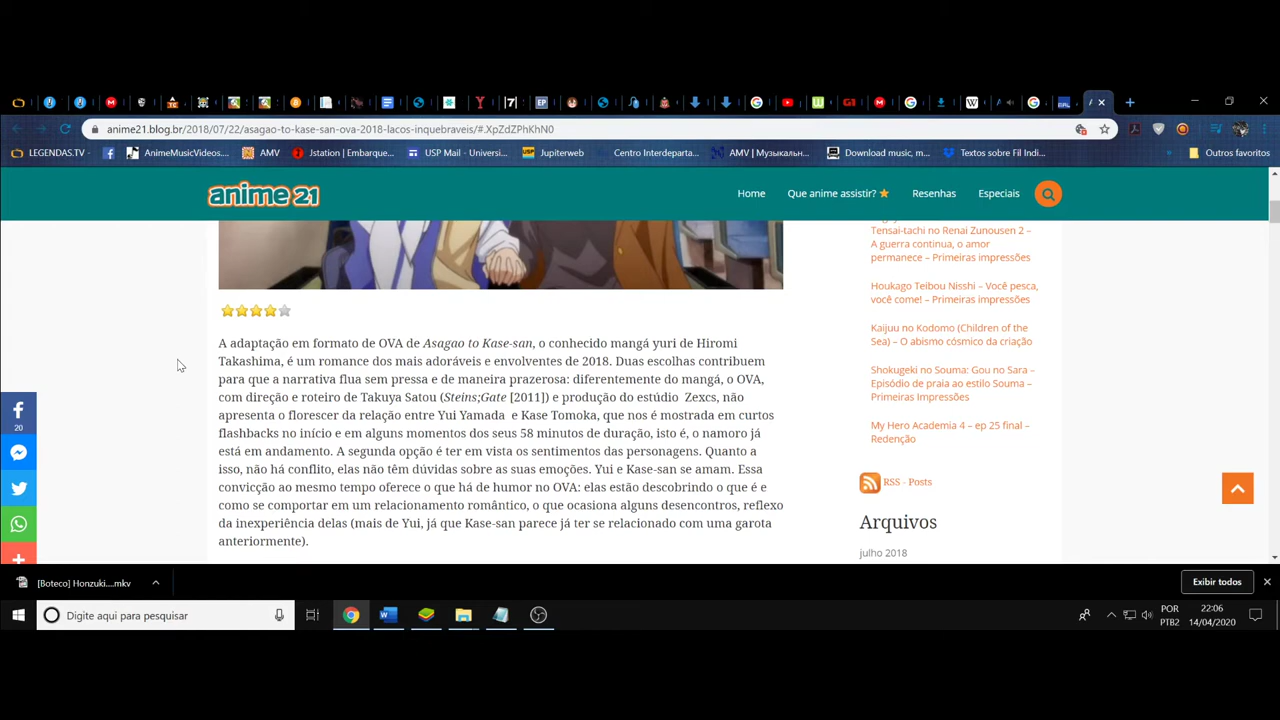 TC
Y
|7|
EP
W
G1
W
A
G
BAL
A
anime21.blog.br/2018/07/22/asagao-to-kase-san-ova-2018-lacos-inquebraveis/#.XpZdZPhKhN0
LEGENDAS.TV
AnimeMusicVideos....
AMV
Jstation | Embarque...
USP Mail - Universi...
Jupiterweb
Centro Interdeparta...
AMV | Музыкальн...
Download music, m...
Textos sobre Fil Indi...
Outros favoritos
anime 21
Home
Que anime assistir?
Resenhas
Especiais
Tensai-tachi no Renai Zunousen 2 –
A guerra continua, o amor
permanece – Primeiras impressões
Houkago Teibou Nisshi – Você pesca,
você come! – Primeiras impressões
Kaijuu no Kodomo (Children of the
Sea) – O abismo cósmico da criação
Shokugeki no Souma: Gou no Sara –
Episódio de praia ao estilo Souma –
Primeiras impressões
My Hero Academia 4 – ep 25 final –
Redenção
RSS - Posts
Arquivos
julho 2018
A adaptação em formato de OVA de Asagao to Kase-san, o conhecido mangá yuri de Hiromi
Takashima, é um romance dos mais adoráveis e envolventes de 2018. Duas escolhas contribuem
para que a narrativa flua sem pressa e de maneira prazerosa: diferentemente do mangá, o OVA,
com direção e roteiro de Takuya Satou (Steins;Gate [2011]) e produção do estúdio Zexcs, não
apresenta o florescer da relação entre Yui Yamada e Kase Tomoka, que nos é mostrada em curtos
flashbacks no início e em alguns momentos dos seus 58 minutos de duração, isto é, o namoro já
está em andamento. A segunda opção é ter em vista os sentimentos das personagens. Quanto a
isso, não há conflito, elas não têm dúvidas sobre as suas emoções. Yui e Kase-san se amam. Essa
convicção ao mesmo tempo oferece o que há de humor no OVA: elas estão descobrindo o que é e
como se comportar em um relacionamento romântico, o que ocasiona alguns desencontros, reflexo
da inexperiência delas (mais de Yui, já que Kase-san parece já ter se relacionado com uma garota
anteriormente).
20
[Boteco] Honzuki....mkv
Exibir todos
Digite aqui para pesquisar
POR
PTB2
22:06
14/04/2020